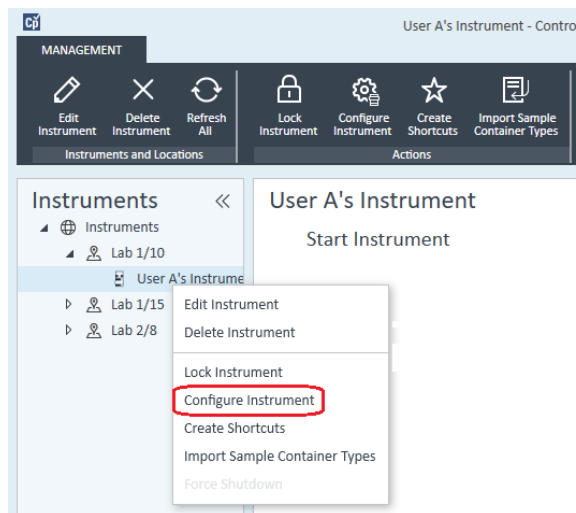 Cp
User A's Instrument - Contro
MANAGEMENT
Edit Instrument
Delete Instrument
Refresh All
Lock Instrument
Configure Instrument
Create Shortcuts
Import Sample Container Types
Instruments and Locations
Actions
Instruments
Instruments
Lab 1/10
User A's Instrume
Lab 1/15
Lab 2/8
User A's Instrument
Start Instrument
Edit Instrument
Delete Instrument
Lock Instrument
Configure Instrument
Create Shortcuts
Import Sample Container Types
Force Shutdown